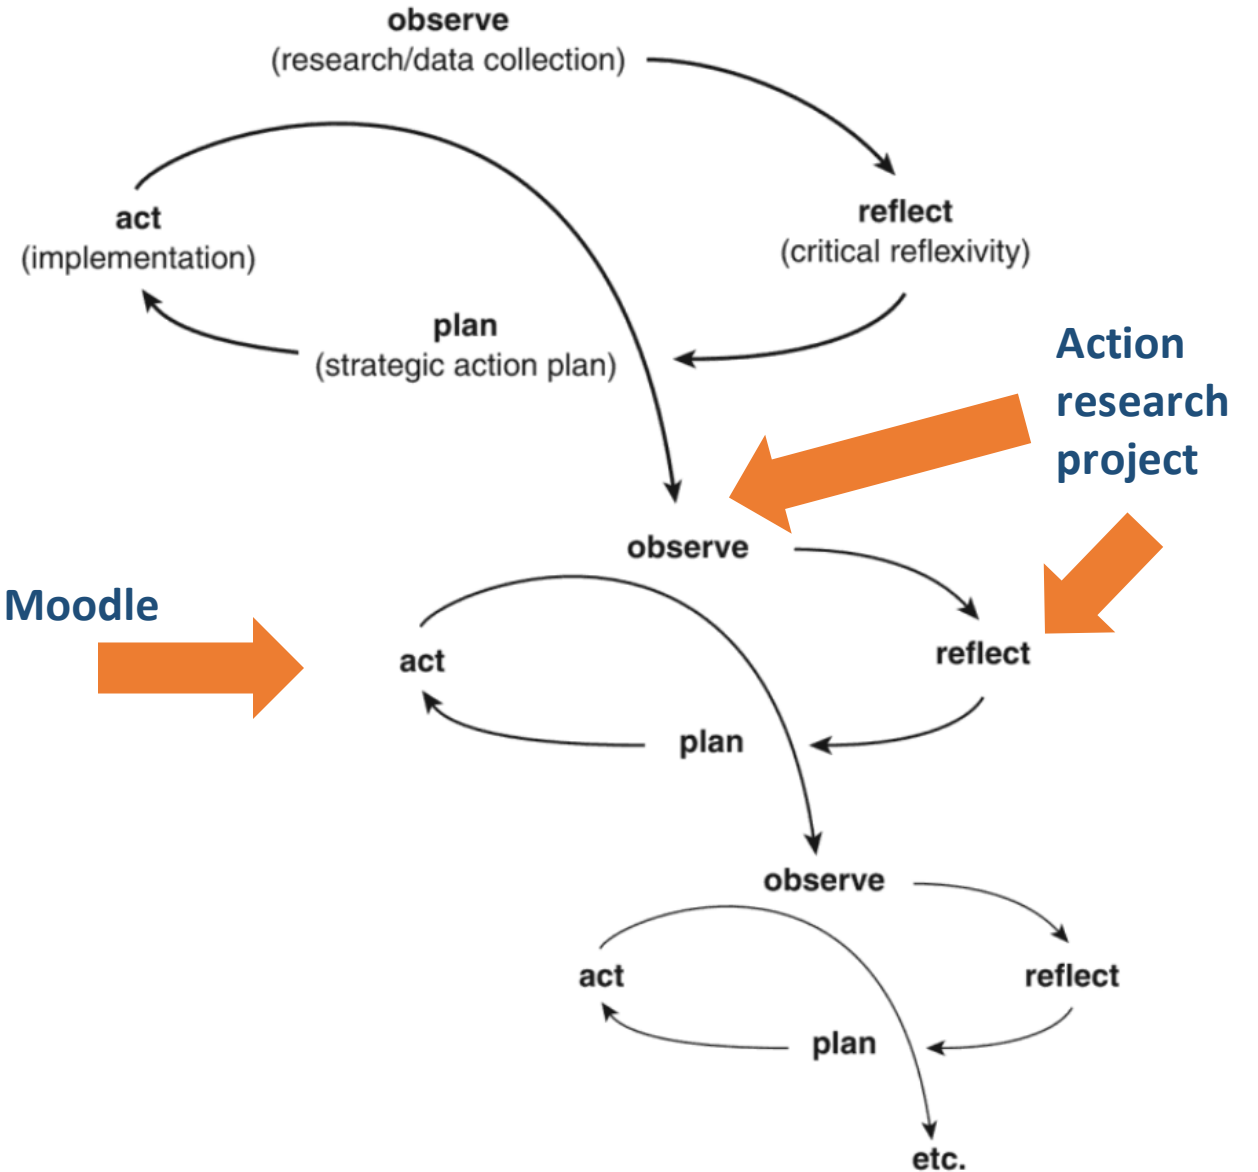 observe
(research/data collection)
act
(implementation)
reflect
(critical reflexivity)
plan
(strategic action plan)
Action
research
project
observe
Moodle
act
reflect
plan
observe
act
reflect
plan
etc.